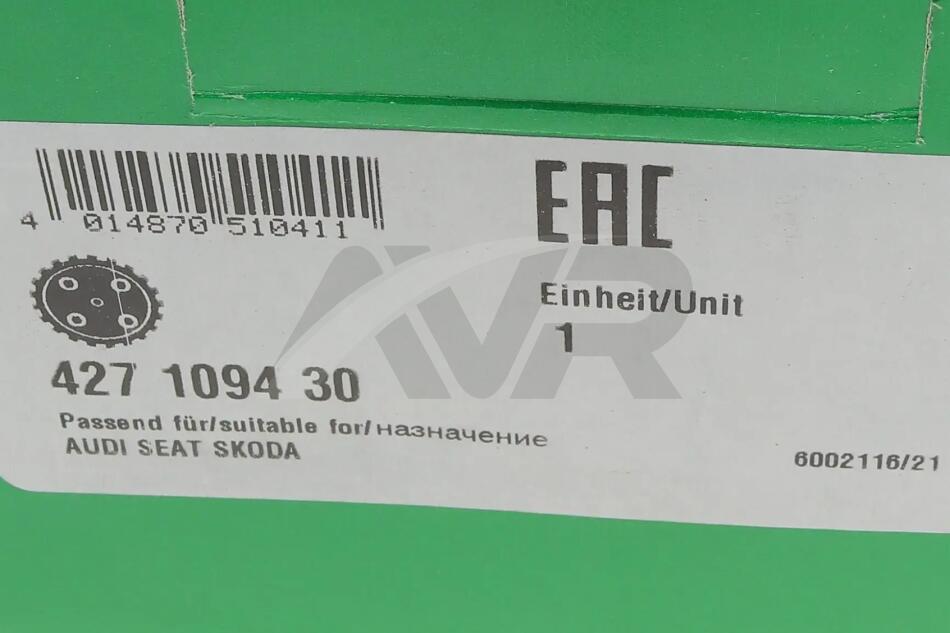 4 014870 510411
EAC
Einheit/Unit
1
AVR
427 1094 30
Passend für/suitable for/назначение
AUDI SEAT SKODA
6002116/21